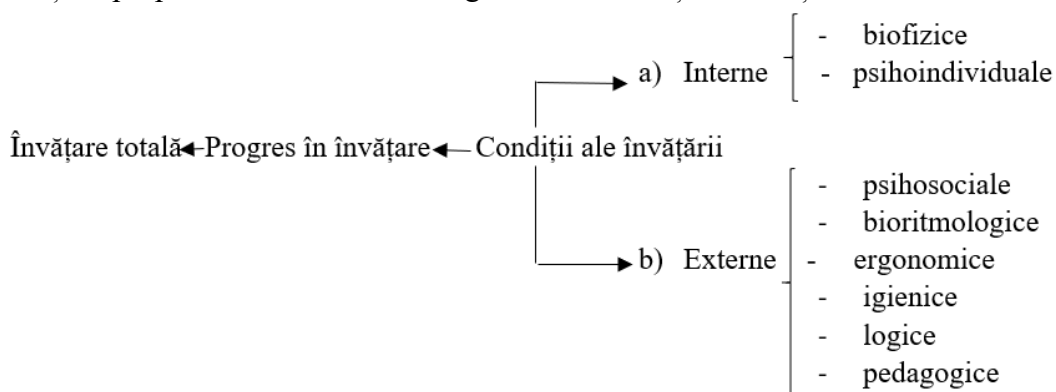 - biofizice
a) Interne - psihoindividuale
Învățare totală Progres în învățare Condiții ale învățării
- psihosociale
- bioritmologice
b) Externe - ergonomice
- igienice
- logice
- pedagogice